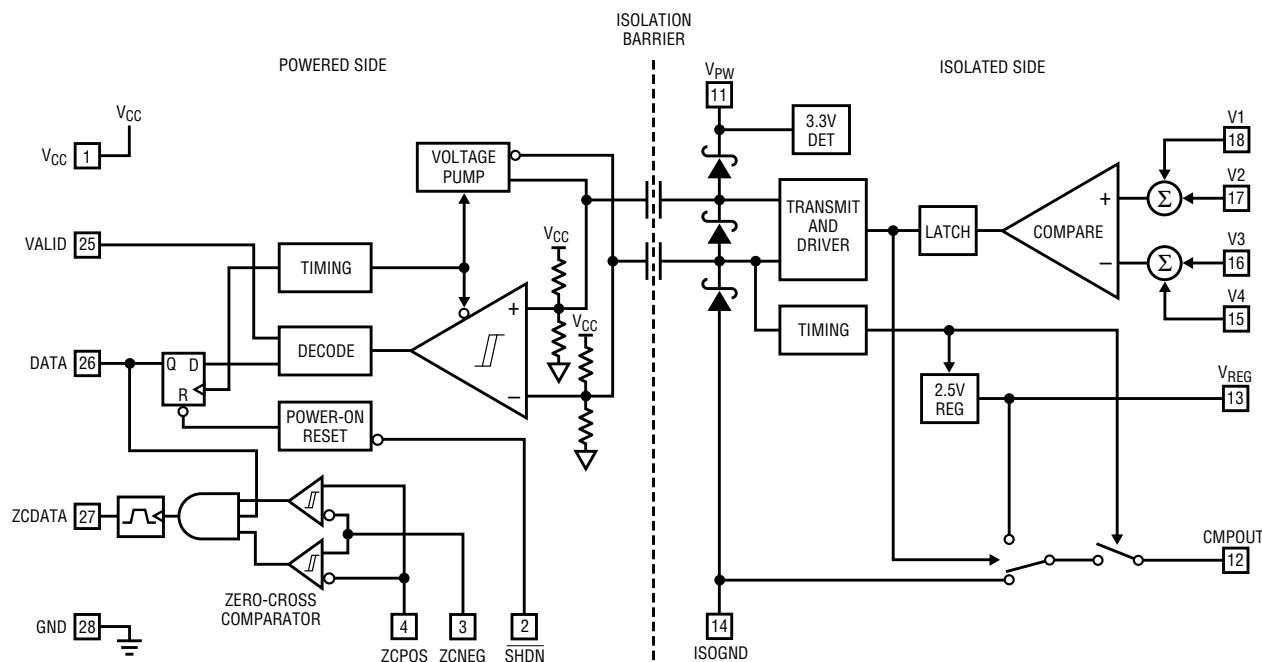 ISOLATION
BARRIER
POWERED SIDE
ISOLATED SIDE
VPW
11
VCC
VCC
1
3.3V
DET
V1
18
VOLTAGE
PUMP
V2
17
TRANSMIT
AND
DRIVER
+
Σ
LATCH
COMPARE
VALID
25
VCC
V3
16
–
Σ
TIMING
V4
15
+
VCC
TIMING
DECODE
DATA
26
Q
D
R
–
2.5V
REG
VREG
13
POWER-ON
RESET
ZCDATA
27
CMPOUT
12
ZERO-CROSS
COMPARATOR
GND
28
4
3
2
14
ZCPOS
ZCNEG
SHDN
ISOGND